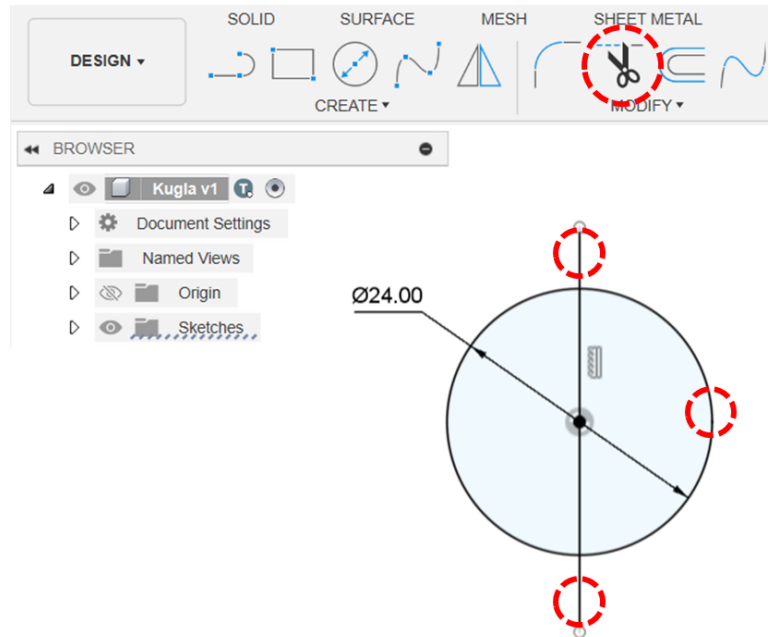 SOLID SURFACE MESH SHEET METAL
DESIGN ▾
CREATE ▾ MODIFY ▾
BROWSER
Kugla v1
Document Settings
Named Views
Origin
Sketches
Ø24.00